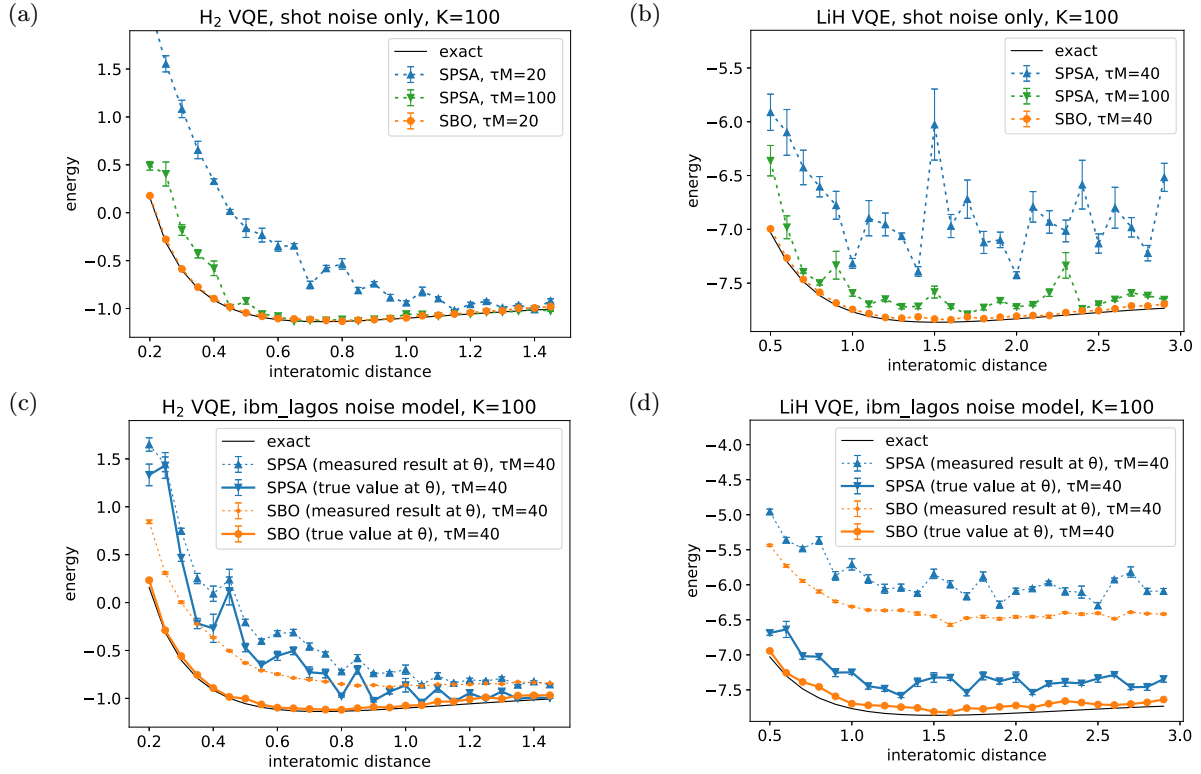 (a)
H₂ VQE, shot noise only, K=100
exact
SPSA, τM=20
SPSA, τM=100
SBO, τM=20
energy
1.5
1.0
0.5
0.0
−0.5
−1.0
0.2 0.4 0.6 0.8 1.0 1.2 1.4
interatomic distance
(b)
LiH VQE, shot noise only, K=100
exact
SPSA, τM=40
SPSA, τM=100
SBO, τM=40
energy
−5.5
−6.0
−6.5
−7.0
−7.5
0.5 1.0 1.5 2.0 2.5 3.0
interatomic distance
(c)
H₂ VQE, ibm_lagos noise model, K=100
exact
SPSA (measured result at θ), τM=40
SPSA (true value at θ), τM=40
SBO (measured result at θ), τM=40
SBO (true value at θ), τM=40
energy
1.5
1.0
0.5
0.0
−0.5
−1.0
0.2 0.4 0.6 0.8 1.0 1.2 1.4
interatomic distance
(d)
LiH VQE, ibm_lagos noise model, K=100
exact
SPSA (measured result at θ), τM=40
SPSA (true value at θ), τM=40
SBO (measured result at θ), τM=40
SBO (true value at θ), τM=40
energy
−4.0
−4.5
−5.0
−5.5
−6.0
−6.5
−7.0
−7.5
0.5 1.0 1.5 2.0 2.5 3.0
interatomic distance